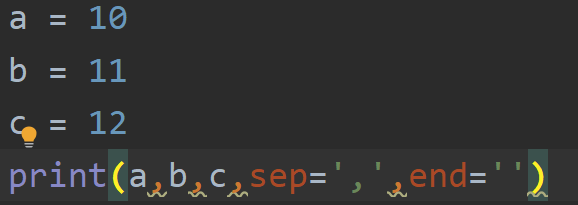 a = 10
b = 11
c = 12
print(a,b,c,sep=',',end='')